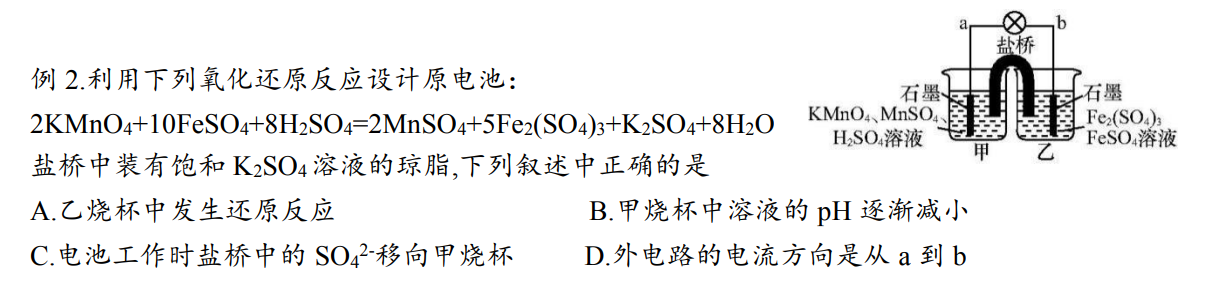 例 2.利用下列氧化还原反应设计原电池：
2KMnO₄+10FeSO₄+8H₂SO₄=2MnSO₄+5Fe₂(SO₄)₃+K₂SO₄+8H₂O
盐桥中装有饱和 K₂SO₄ 溶液的琼脂,下列叙述中正确的是
A.乙烧杯中发生还原反应 B.甲烧杯中溶液的 pH 逐渐减小
C.电池工作时盐桥中的 SO₄²⁻移向甲烧杯 D.外电路的电流方向是从 a 到 b
a b
盐桥
石墨 石墨
KMnO₄、MnSO₄、 Fe₂(SO₄)₃
H₂SO₄溶液 FeSO₄溶液
甲 乙